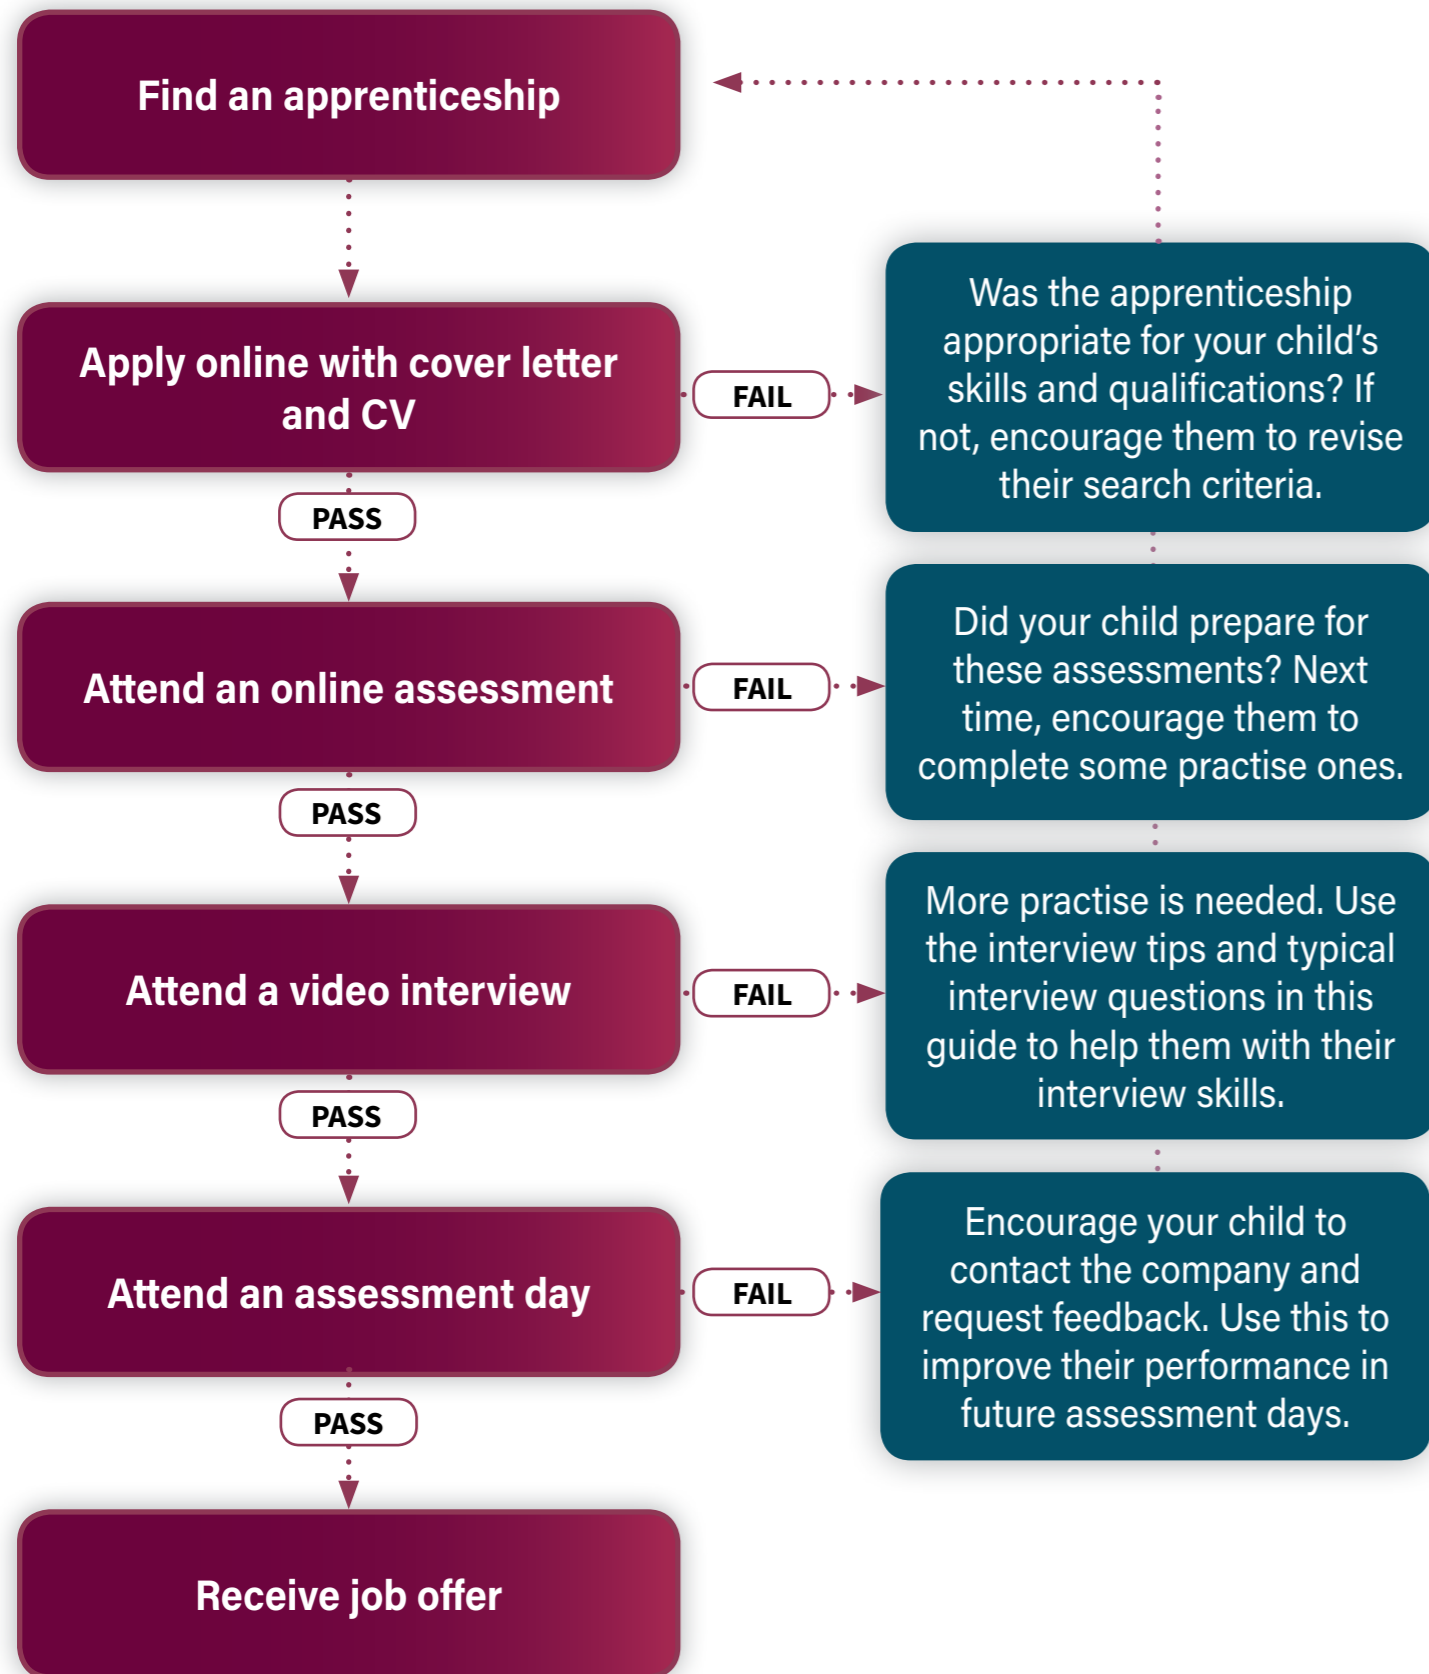 Find an apprenticeship
Apply online with cover letter
and CV
FAIL
Was the apprenticeship
appropriate for your child’s
skills and qualifications? If
not, encourage them to revise
their search criteria.
PASS
Attend an online assessment
FAIL
Did your child prepare for
these assessments? Next
time, encourage them to
complete some practise ones.
PASS
Attend a video interview
FAIL
More practise is needed. Use
the interview tips and typical
interview questions in this
guide to help them with their
interview skills.
PASS
Attend an assessment day
FAIL
Encourage your child to
contact the company and
request feedback. Use this to
improve their performance in
future assessment days.
PASS
Receive job offer